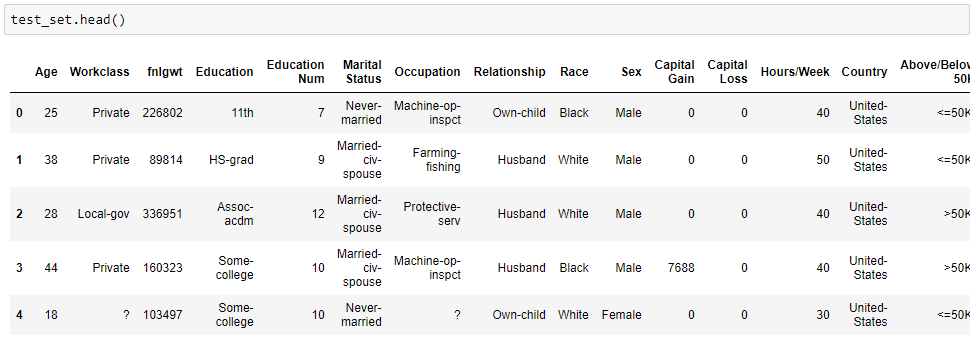 test_set.head()
Age Workclass fnlgwt Education Education Num Marital Status Occupation Relationship Race Sex Capital Gain Capital Loss Hours/Week Country Above/Below 50K
0 25 Private 226802 11th 7 Never-married Machine-op-inspct Own-child Black Male 0 0 40 United-States <=50K
1 38 Private 89814 HS-grad 9 Married-civ-spouse Farming-fishing Husband White Male 0 0 50 United-States <=50K
2 28 Local-gov 336951 Assoc-acdm 12 Married-civ-spouse Protective-serv Husband White Male 0 0 40 United-States >50K
3 44 Private 160323 Some-college 10 Married-civ-spouse Machine-op-inspct Husband Black Male 7688 0 40 United-States >50K
4 18 ? 103497 Some-college 10 Never-married ? Own-child White Female 0 0 30 United-States <=50K